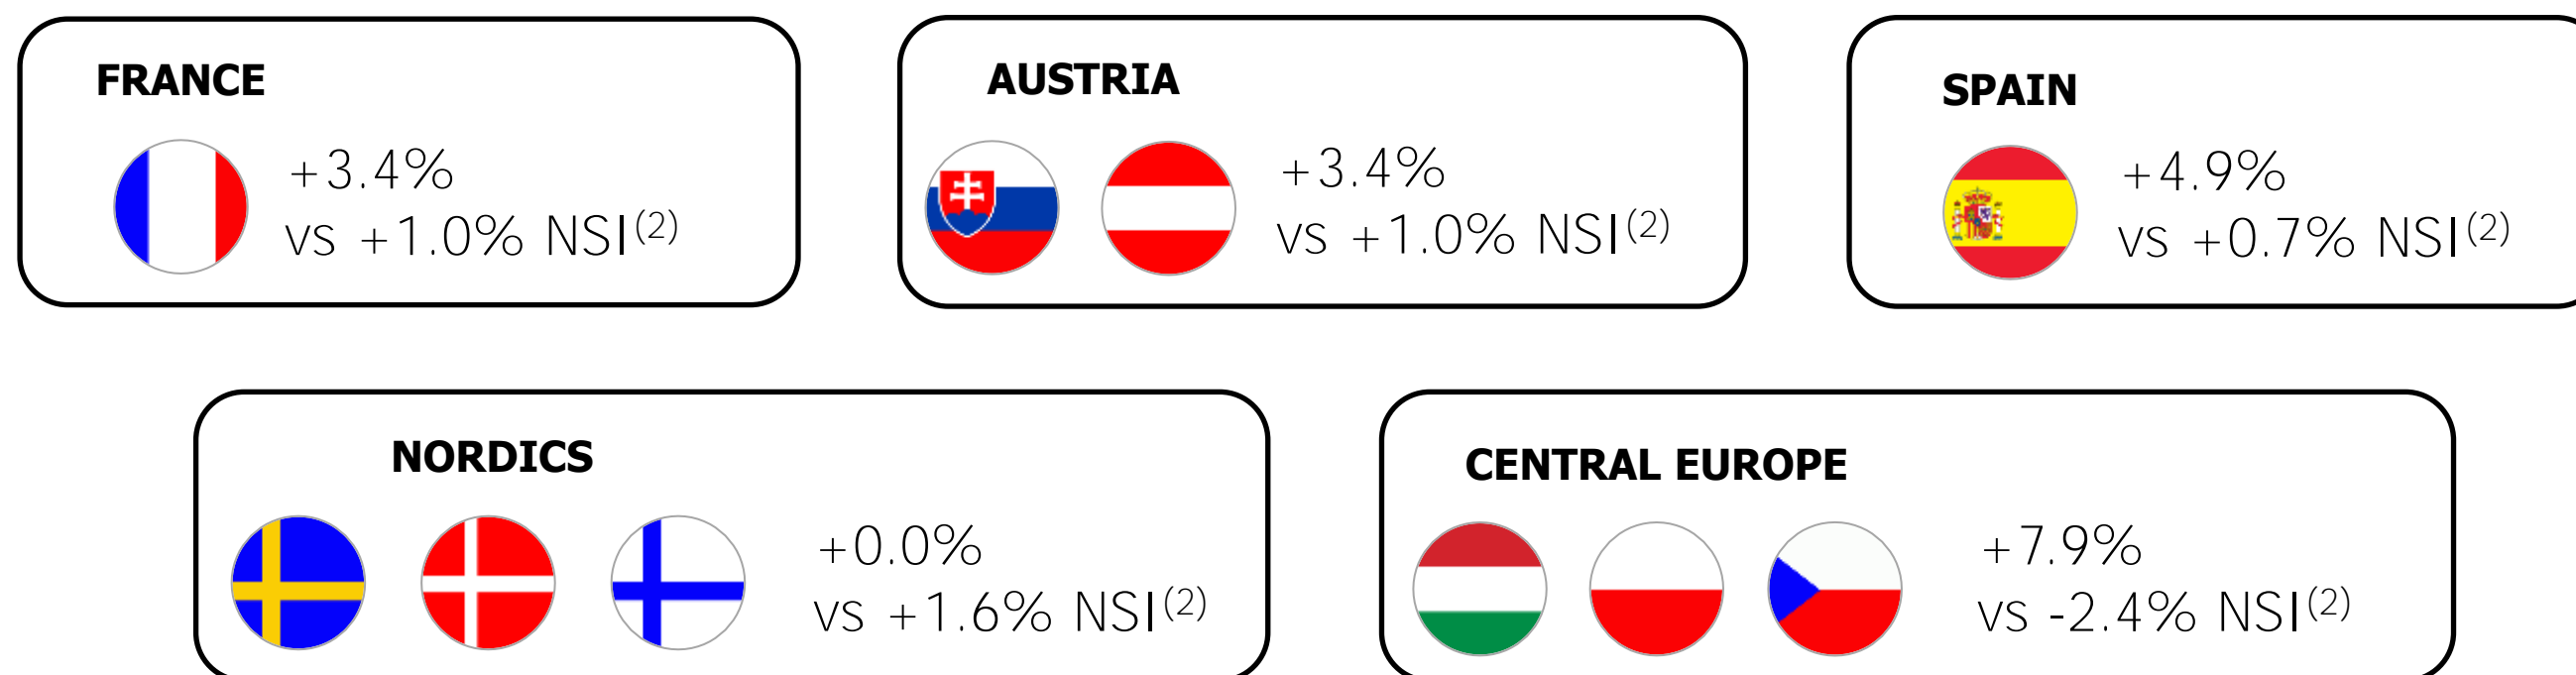 FRANCE
+3.4%
vs +1.0% NSI(2)
AUSTRIA
+3.4%
vs +1.0% NSI(2)
SPAIN
+4.9%
vs +0.7% NSI(2)
NORDICS
+0.0%
vs +1.6% NSI(2)
CENTRAL EUROPE
+7.9%
vs -2.4% NSI(2)